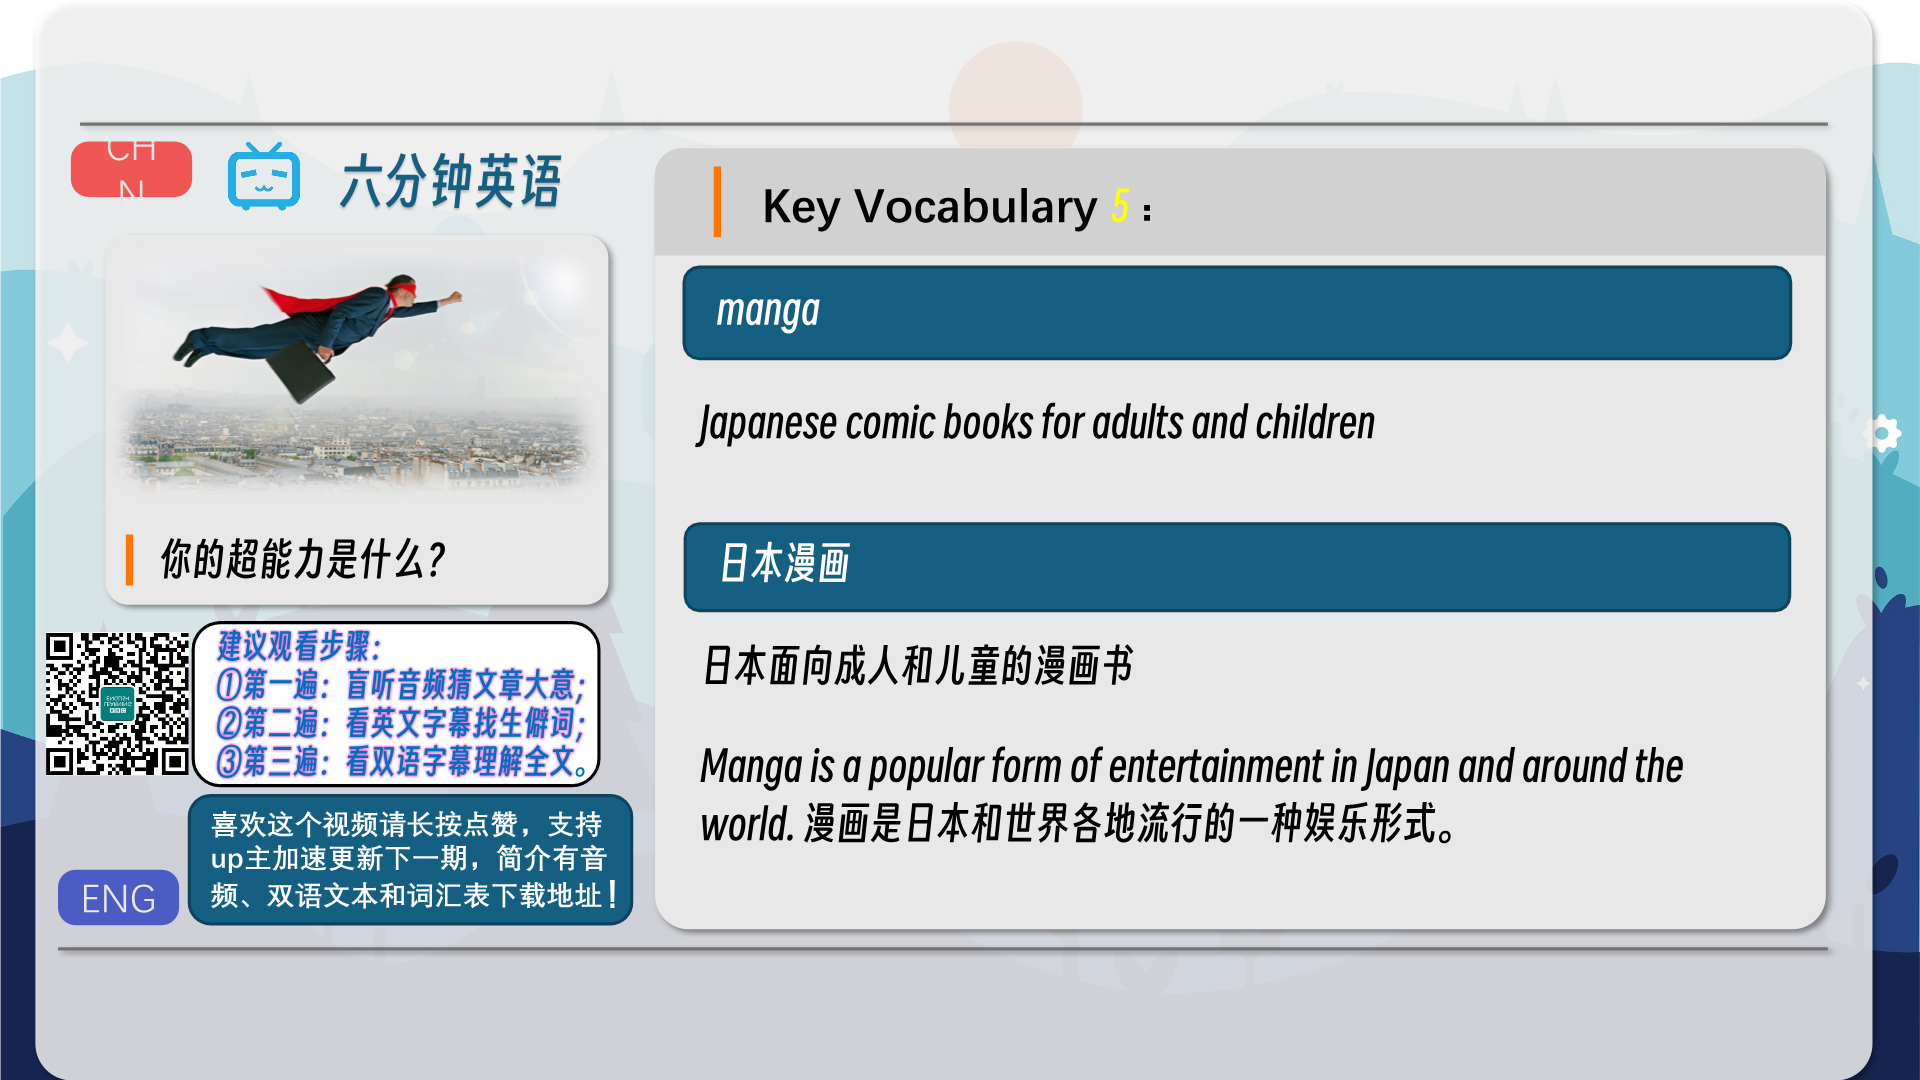 CH
N
六分钟英语
你的超能力是什么?
建议观看步骤：
①第一遍：盲听音频猜文章大意；
②第二遍：看英文字幕找生僻词；
③第三遍：看双语字幕理解全文。
喜欢这个视频请长按点赞，支持
up主加速更新下一期，简介有音
频、双语文本和词汇表下载地址！
ENG
Key Vocabulary 5：
manga
Japanese comic books for adults and children
日本漫画
日本面向成人和儿童的漫画书
Manga is a popular form of entertainment in Japan and around the
world. 漫画是日本和世界各地流行的一种娱乐形式。